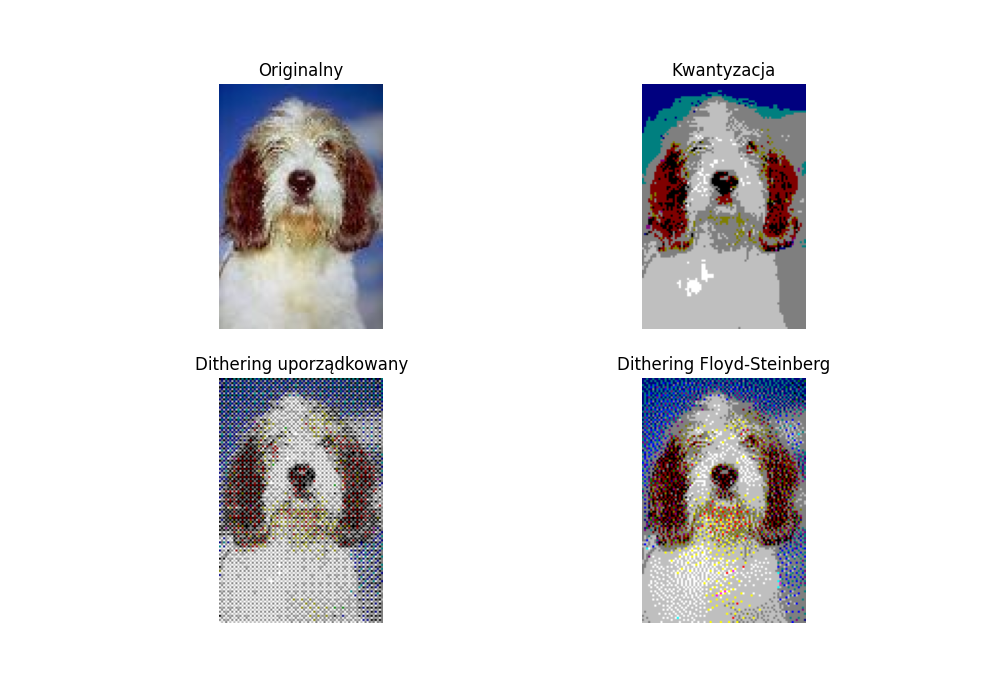 Originalny
Kwantyzacja
Dithering uporządkowany
Dithering Floyd-Steinberg